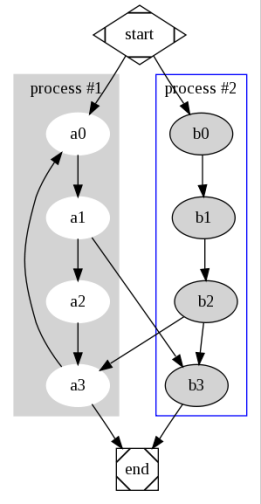 start
process #1
process #2
a0
b0
a1
b1
a2
b2
a3
b3
end